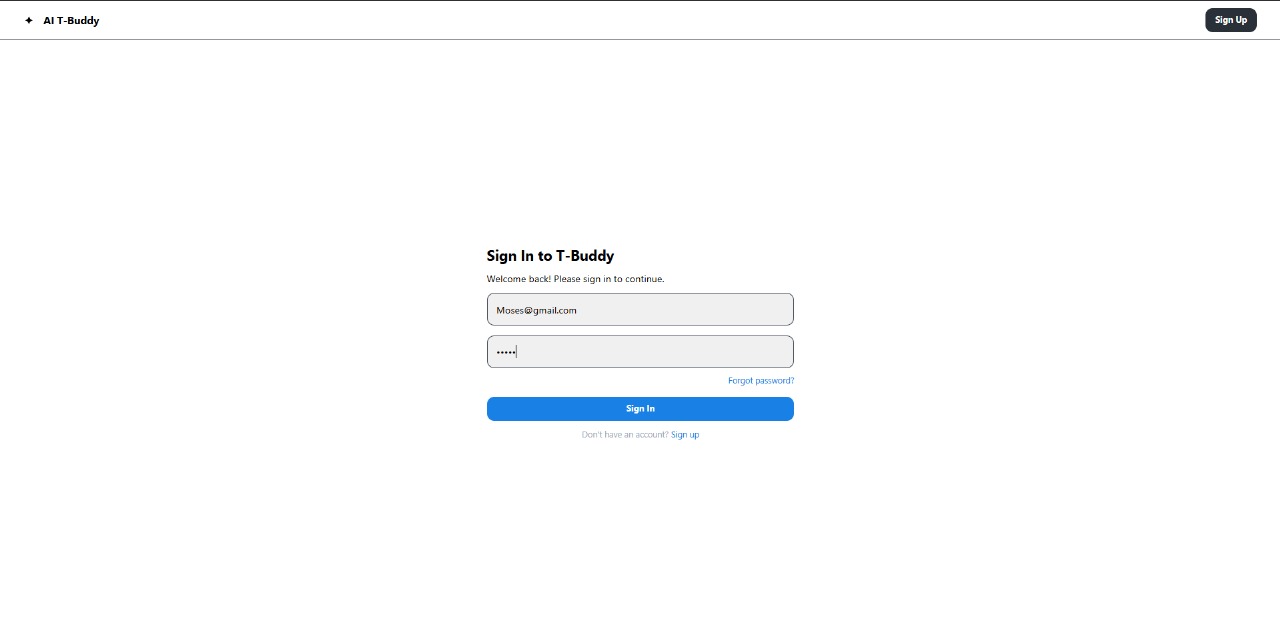 AI T-Buddy
Sign Up
Sign In to T-Buddy
Welcome back! Please sign in to continue.
Moses@gmail.com
•••••
Forgot password?
Sign In
Don't have an account? Sign up